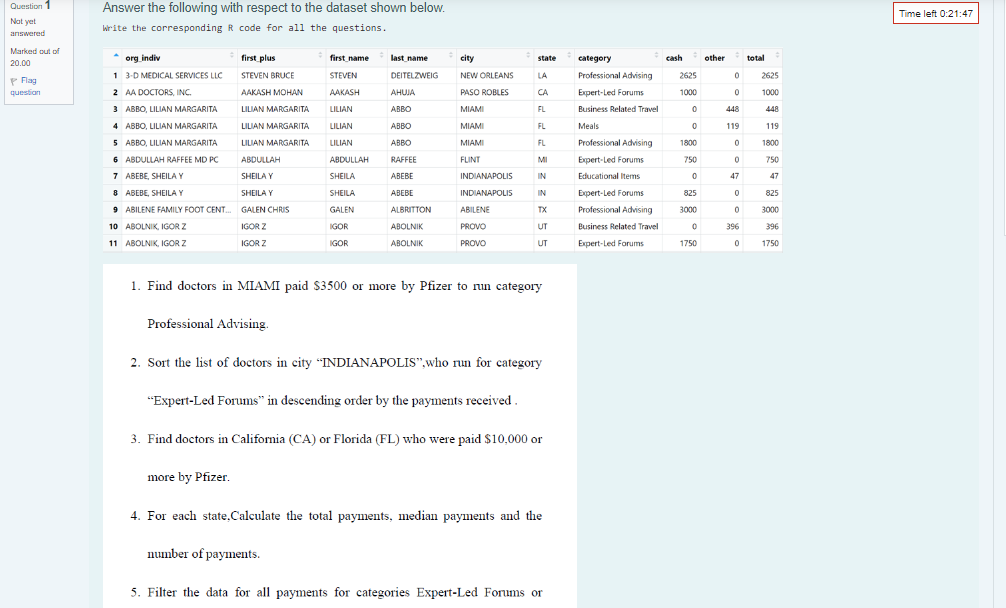 Question 1
Not yet
answered
Marked out of
20.00
Flag
question
Time left 0:21:47
Answer the following with respect to the dataset shown below.
Write the corresponding R code for all the questions.
org_indiv first_plus first_name last_name city state category cash other total
1 3-D MEDICAL SERVICES LLC STEVEN BRUCE STEVEN DEITELZWEIG NEW ORLEANS LA Professional Advising 2625 0 2625
2 AA DOCTORS, INC. AAKASH MOHAN AAKASH AHUJA PASO ROBLES CA Expert-Led Forums 1000 0 1000
3 ABBO, LILIAN MARGARITA LILIAN MARGARITA LILIAN ABBO MIAMI FL Business Related Travel 0 448 448
4 ABBO, LILIAN MARGARITA LILIAN MARGARITA LILIAN ABBO MIAMI FL Meals 0 119 119
5 ABBO, LILIAN MARGARITA LILIAN MARGARITA LILIAN ABBO MIAMI FL Professional Advising 1800 0 1800
6 ABDULLAH RAFFEE MD PC ABDULLAH ABDULLAH RAFFEE FLINT MI Expert-Led Forums 750 0 750
7 ABEBE, SHEILA Y SHEILA Y SHEILA ABEBE INDIANAPOLIS IN Educational Items 0 47 47
8 ABEBE, SHEILA Y SHEILA Y SHEILA ABEBE INDIANAPOLIS IN Expert-Led Forums 825 0 825
9 ABILENE FAMILY FOOT CENT... GALEN CHRIS GALEN ALBRITTON ABILENE TX Professional Advising 3000 0 3000
10 ABOLNIK, IGOR Z IGOR Z IGOR ABOLNIK PROVO UT Business Related Travel 0 396 396
11 ABOLNIK, IGOR Z IGOR Z IGOR ABOLNIK PROVO UT Expert-Led Forums 1750 0 1750
1. Find doctors in MIAMI paid $3500 or more by Pfizer to run category
Professional Advising.
2. Sort the list of doctors in city “INDIANAPOLIS”,who run for category
“Expert-Led Forums” in descending order by the payments received .
3. Find doctors in California (CA) or Florida (FL) who were paid $10,000 or
more by Pfizer.
4. For each state,Calculate the total payments, median payments and the
number of payments.
5. Filter the data for all payments for categories Expert-Led Forums or